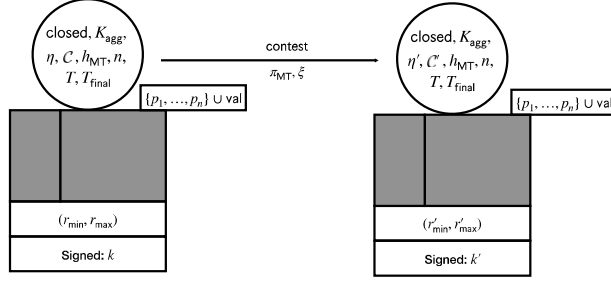 closed, K_agg,
η, 𝒞, h_MT, n,
T, T_final
{p_1, …, p_n} ∪ val
(r_min, r_max)
Signed: k
contest
π_MT, ξ
closed, K_agg,
η′, 𝒞′, h_MT, n,
T, T_final
{p_1, …, p_n} ∪ val
(r′_min, r′_max)
Signed: k′